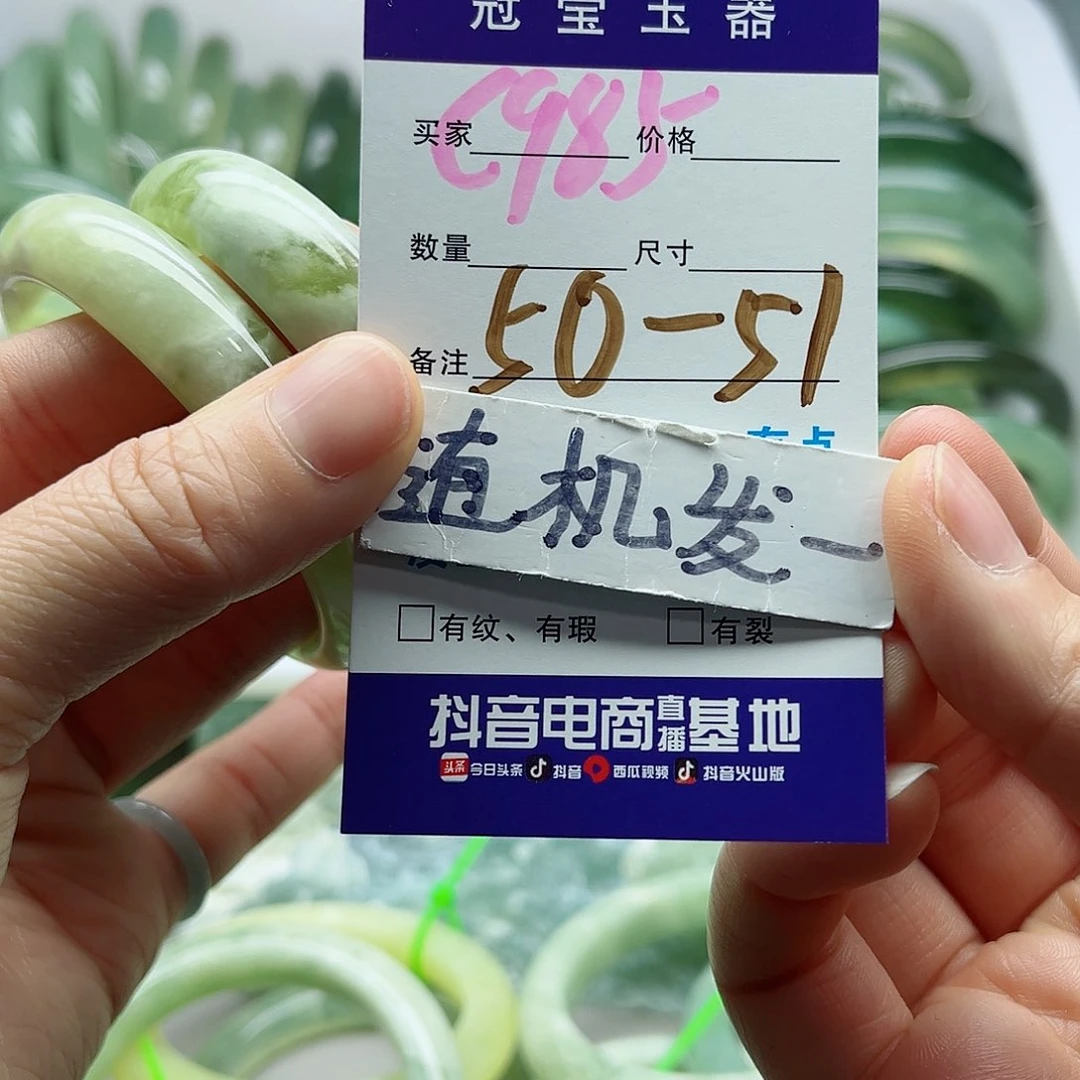 冠宝玉器
C985
买家 价格
数量 尺寸
50-51
备注
随机发一
有纹、有瑕 有裂
抖音电商直播基地
头条 今日头条 抖音 西瓜视频 抖音火山版